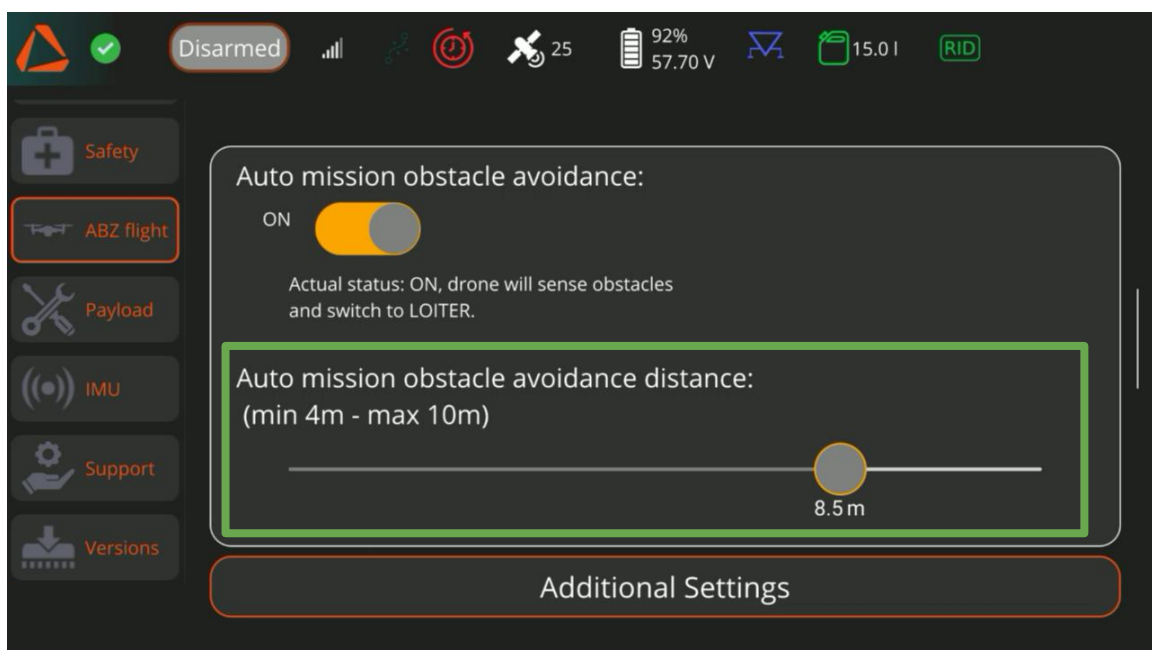 Disarmed
25
92%
57.70 V
15.0 l
RID
Safety
ABZ flight
Payload
IMU
Support
Versions
Auto mission obstacle avoidance:
ON
Actual status: ON, drone will sense obstacles
and switch to LOITER.
Auto mission obstacle avoidance distance:
(min 4m - max 10m)
8.5 m
Additional Settings